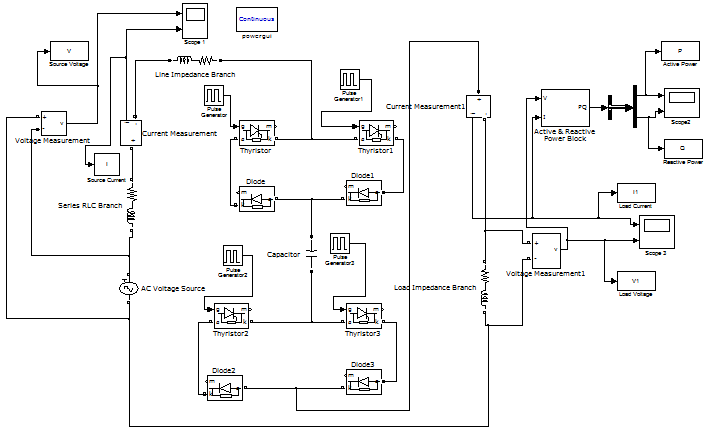 Continuous
powergui
Scope 1
V
Source Voltage
Line Impedance Branch
P
Active Power
Pulse
Generator
Pulse
Generator1
Current Measurement1
V
I
PQ
Active & Reactive
Power Block
Scope2
Voltage Measurement
Current Measurement
Thyristor
Thyristor1
Q
Reactive Power
I
Source Current
Diode
Diode1
Series RLC Branch
I1
Load Current
Capacitor
Pulse
Generator2
Pulse
Generator3
Scope 3
Voltage Measurement1
AC Voltage Source
Load Impedance Branch
V1
Load Voltage
Thyristor2
Thyristor3
Diode2
Diode3